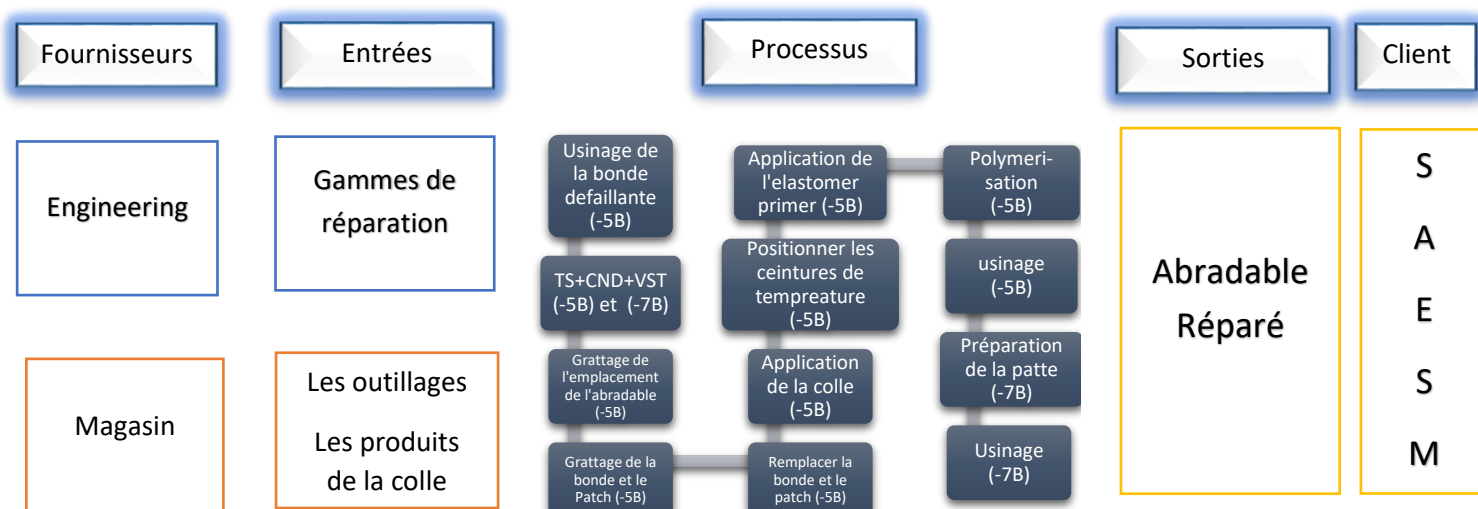 Fournisseurs
Entrées
Processus
Sorties
Client
Engineering
Gammes de
réparation
Magasin
Les outillages
Les produits
de la colle
Usinage de
la bonde
defaillante
(-5B)
TS+CND+VST
(-5B) et (-7B)
Grattage de
l'emplacement
de l'abradable
(-5B)
Grattage de la
bonde et le
Patch (-5B)
Remplacer la
bonde et le
patch (-5B)
Application
de la colle
(-5B)
Positionner les
ceintures de
tempreature
(-5B)
Application de
l'elastomer
primer (-5B)
Polymeri-
sation
(-5B)
usinage
(-5B)
Préparation
de la patte
(-7B)
Usinage
(-7B)
Abradable
Réparé
S
A
E
S
M